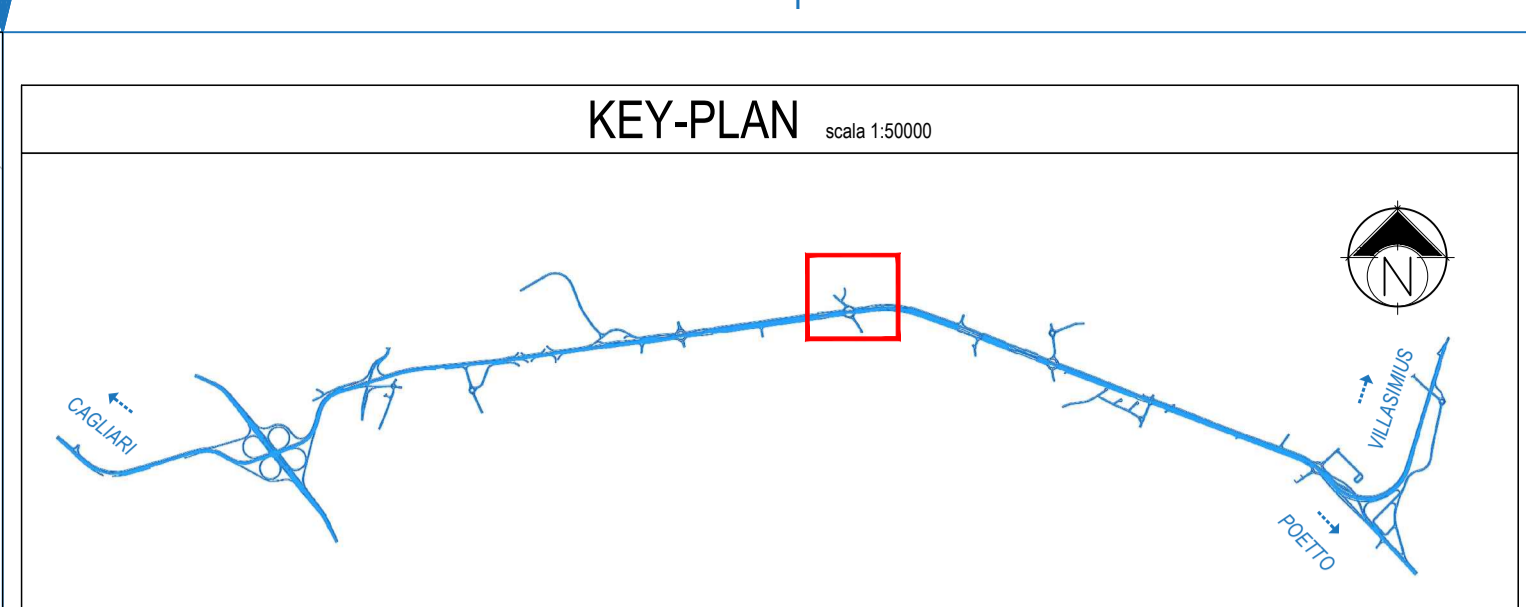 KEY-PLAN scala 1:50000
N
CAGLIARI
VILLASIMIUS
POETTO